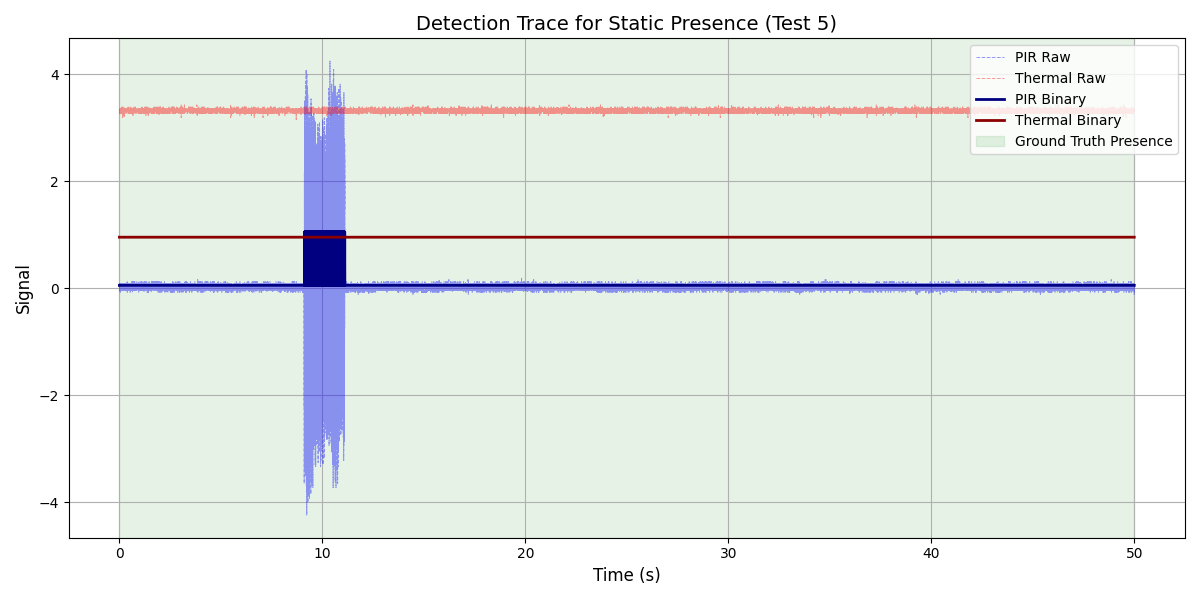 Detection Trace for Static Presence (Test 5)
PIR Raw
Thermal Raw
PIR Binary
Thermal Binary
Ground Truth Presence
Signal
4
2
0
−2
−4
0 10 20 30 40 50
Time (s)